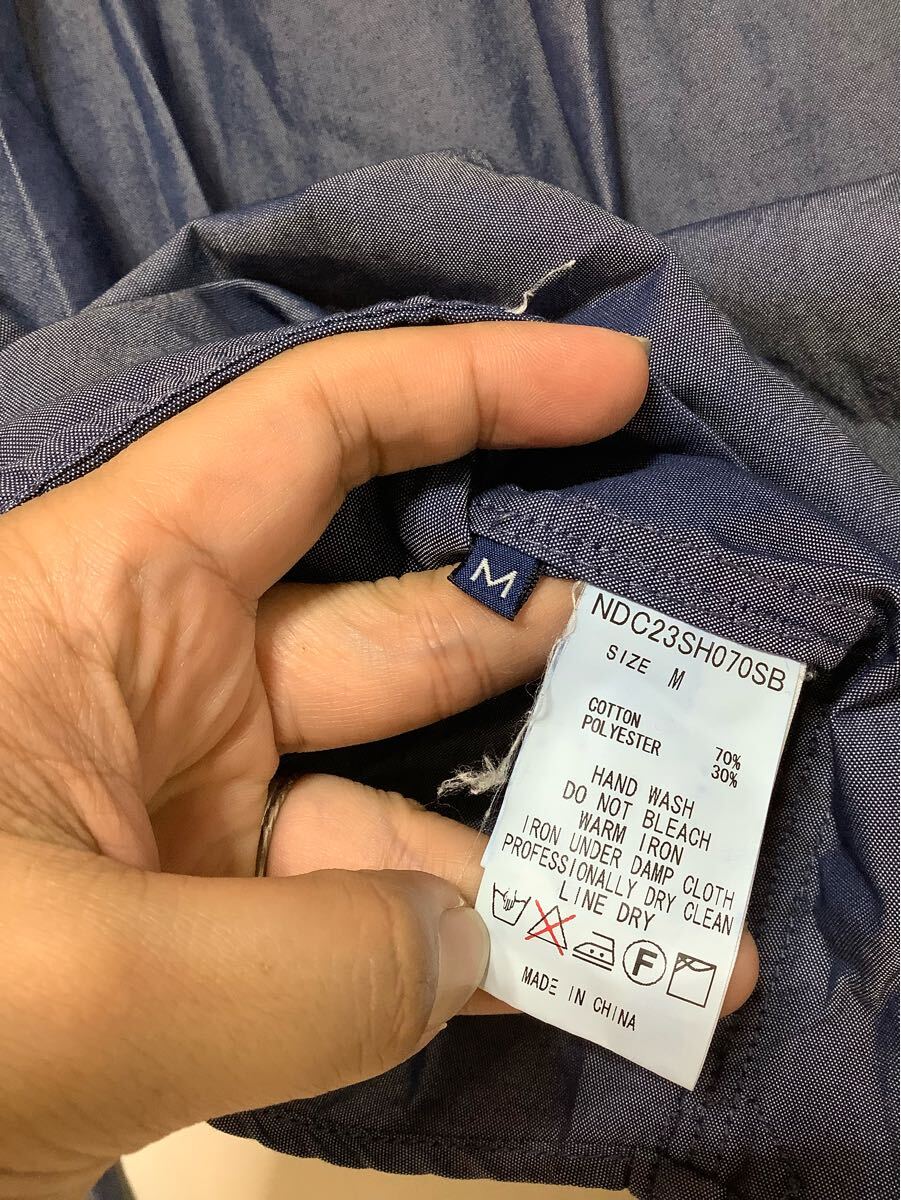 M
NDC23SH070SB
SIZE M
COTTON 70%
POLYESTER 30%
HAND WASH
DO NOT BLEACH
WARM IRON
IRON UNDER DAMP CLOTH
PROFESSIONALLY DRY CLEAN
LINE DRY
F
MADE IN CHINA